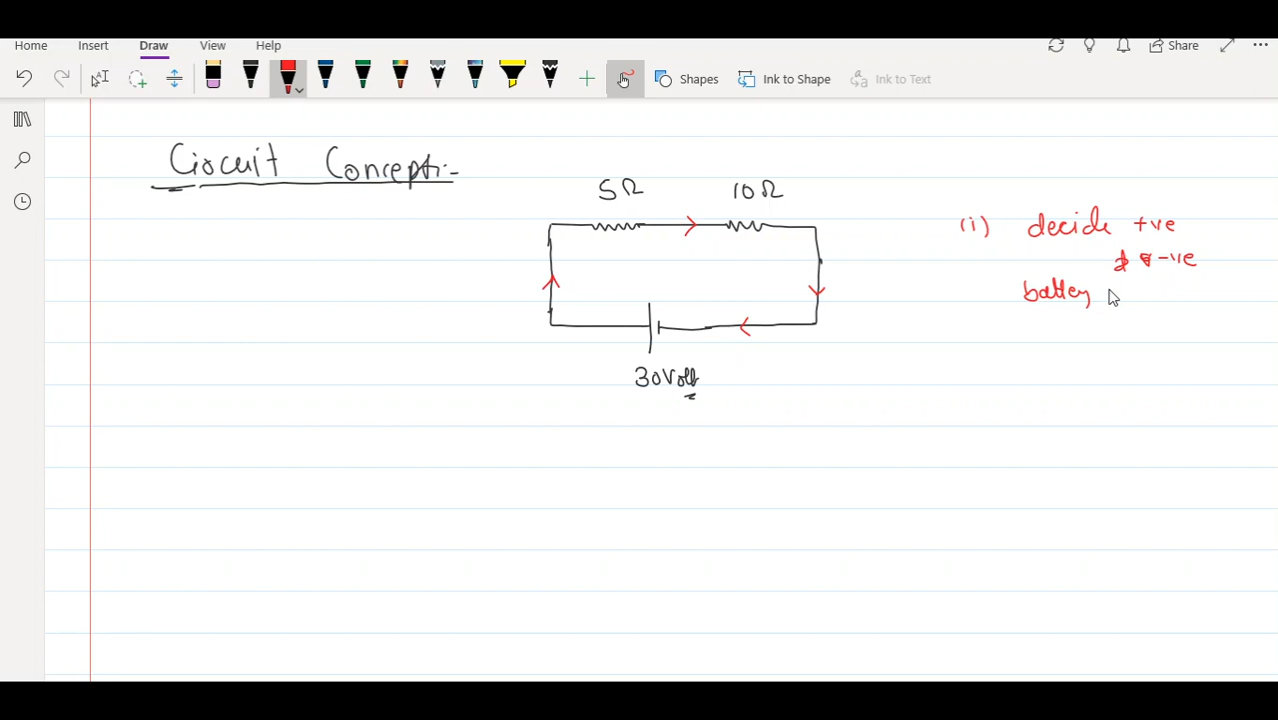 Home Insert Draw View Help
Share
Shapes Ink to Shape Ink to Text
Circuit Concept:-
5Ω 10Ω
30Volt
(i) decide +ve
& -ve
battey